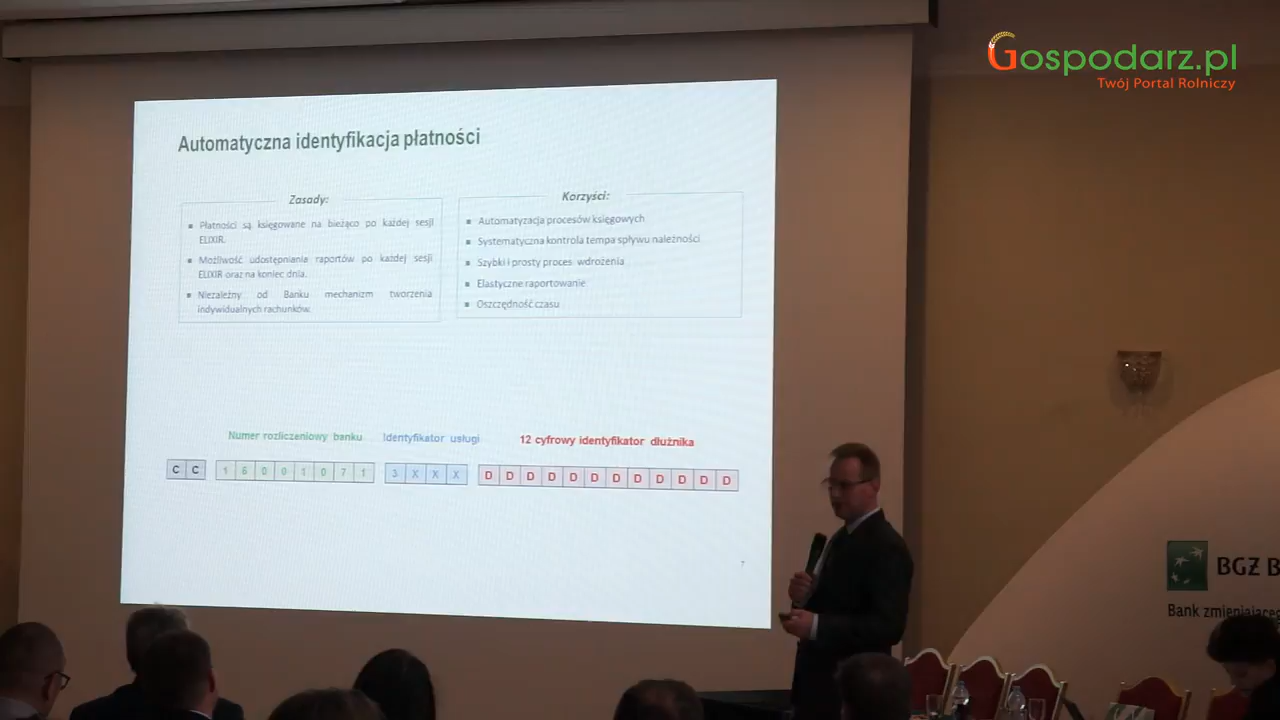 Gospodarz.pl
Twój Portal Rolniczy
Automatyczna identyfikacja płatności
Zasady:
Płatności są księgowane na bieżąco po każdej sesji
ELIXIR.
Możliwość udostępniania raportów po każdej sesji
ELIXIR oraz na koniec dnia.
Niezależny od Banku mechanizm tworzenia
indywidualnych rachunków.
Korzyści:
Automatyzacja procesów księgowych
Systematyczna kontrola tempa spływu należności
Szybki i prosty proces wdrożenia
Elastyczne raportowanie
Oszczędność czasu
Numer rozliczeniowy banku Identyfikator usługi 12 cyfrowy identyfikator dłużnika
C C 1 6 0 0 1 0 7 1 3 X X X D D D D D D D D D D D D
7
BGŻ B
Bank zmieniające